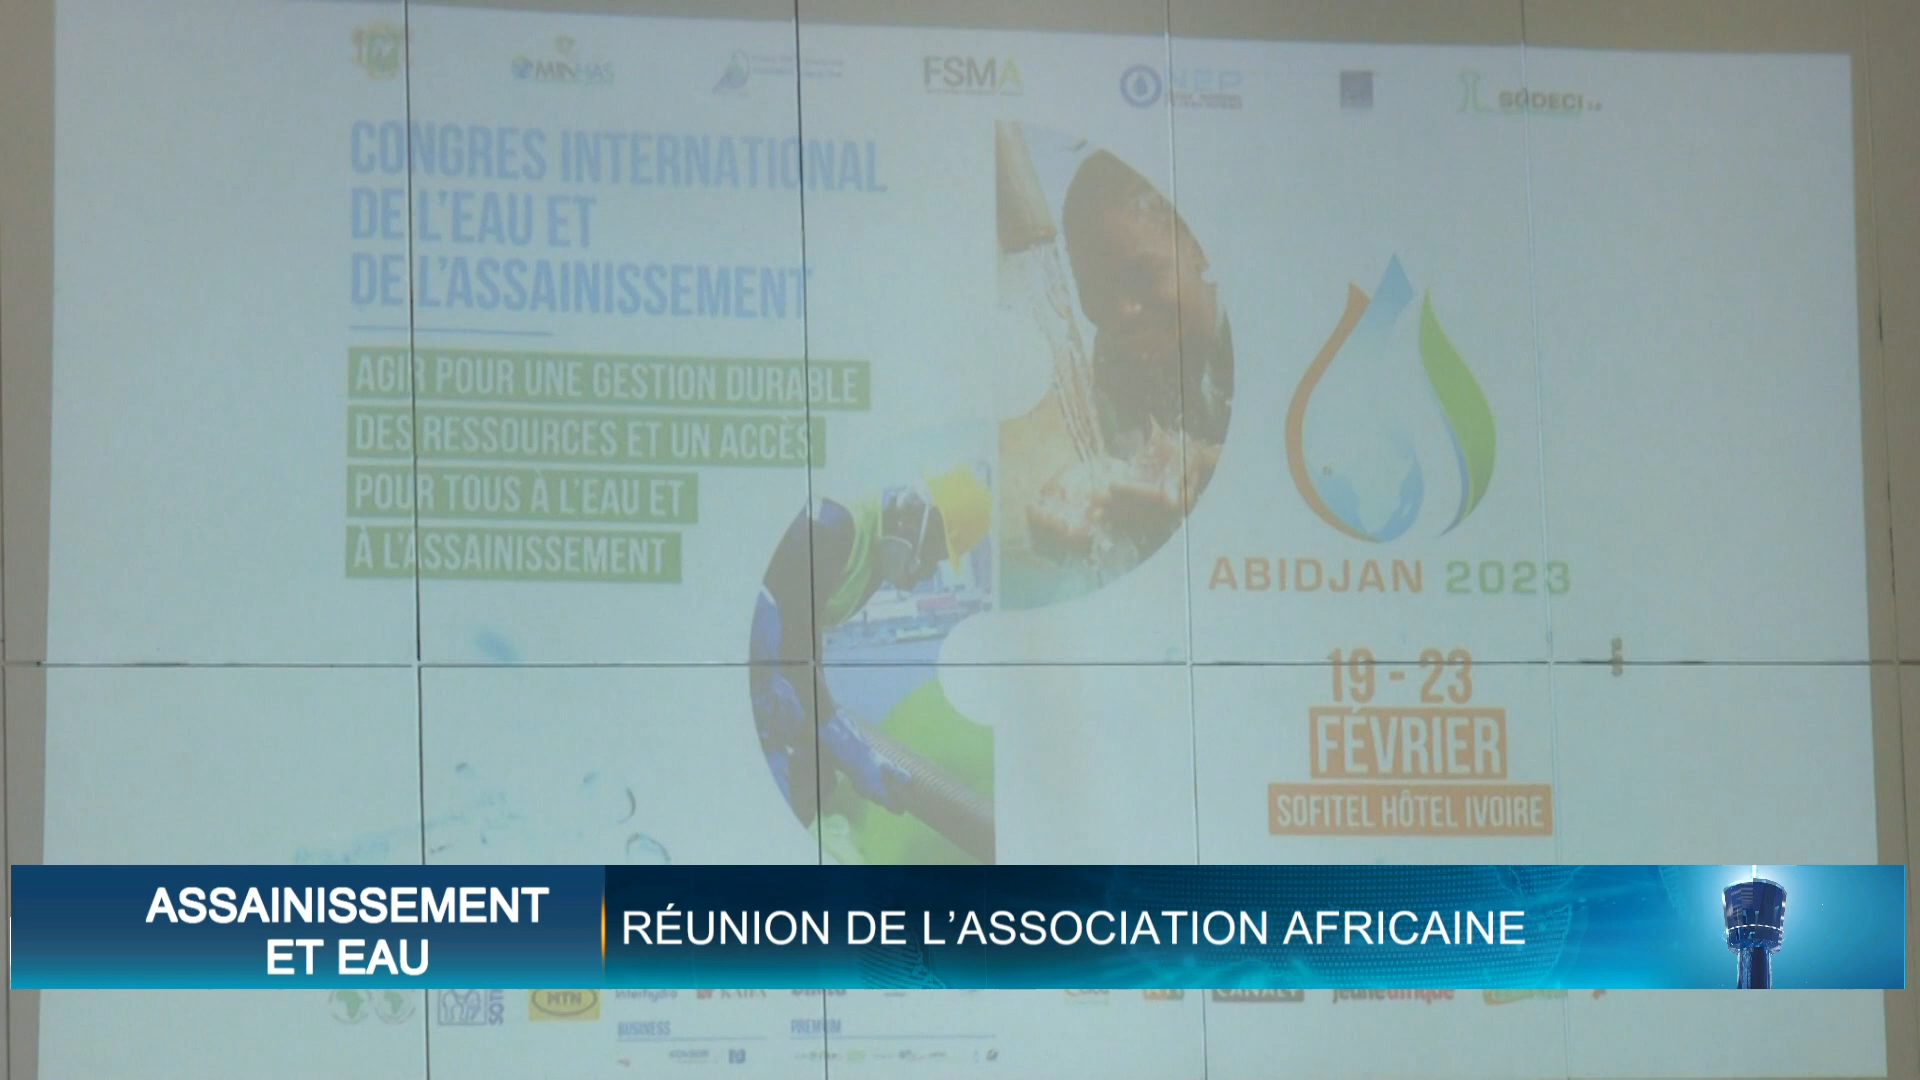 MINHAS
FSMA
SODECI
CONGRES INTERNATIONAL
DE L'EAU ET
DE L'ASSAINISSEMENT
AGIR POUR UNE GESTION DURABLE
DES RESSOURCES ET UN ACCÈS
POUR TOUS À L'EAU ET
À L'ASSAINISSEMENT
ABIDJAN 2023
19 - 23
FÉVRIER
SOFITEL HÔTEL IVOIRE
ASSAINISSEMENT
ET EAU
RÉUNION DE L’ASSOCIATION AFRICAINE
MTN
jeune afrique
BUSINESS
PREMIUM